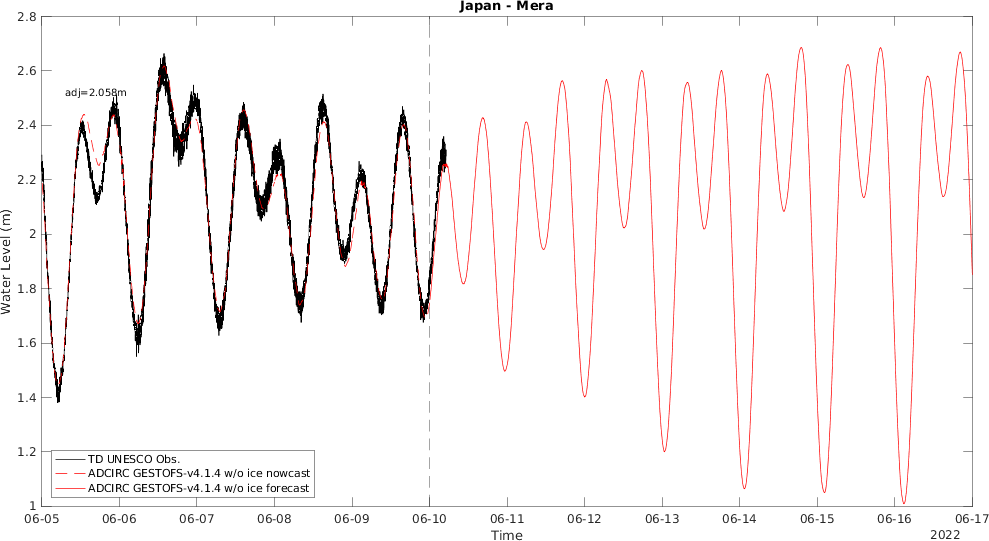 Japan - Mera
2.8
2.6
2.4
2.2
2
1.8
1.6
1.4
1.2
1
Water Level (m)
adj=2.058m
TD UNESCO Obs.
ADCIRC GESTOFS-v4.1.4 w/o ice nowcast
ADCIRC GESTOFS-v4.1.4 w/o ice forecast
06-05 06-06 06-07 06-08 06-09 06-10 06-11 06-12 06-13 06-14 06-15 06-16 06-17
Time
2022